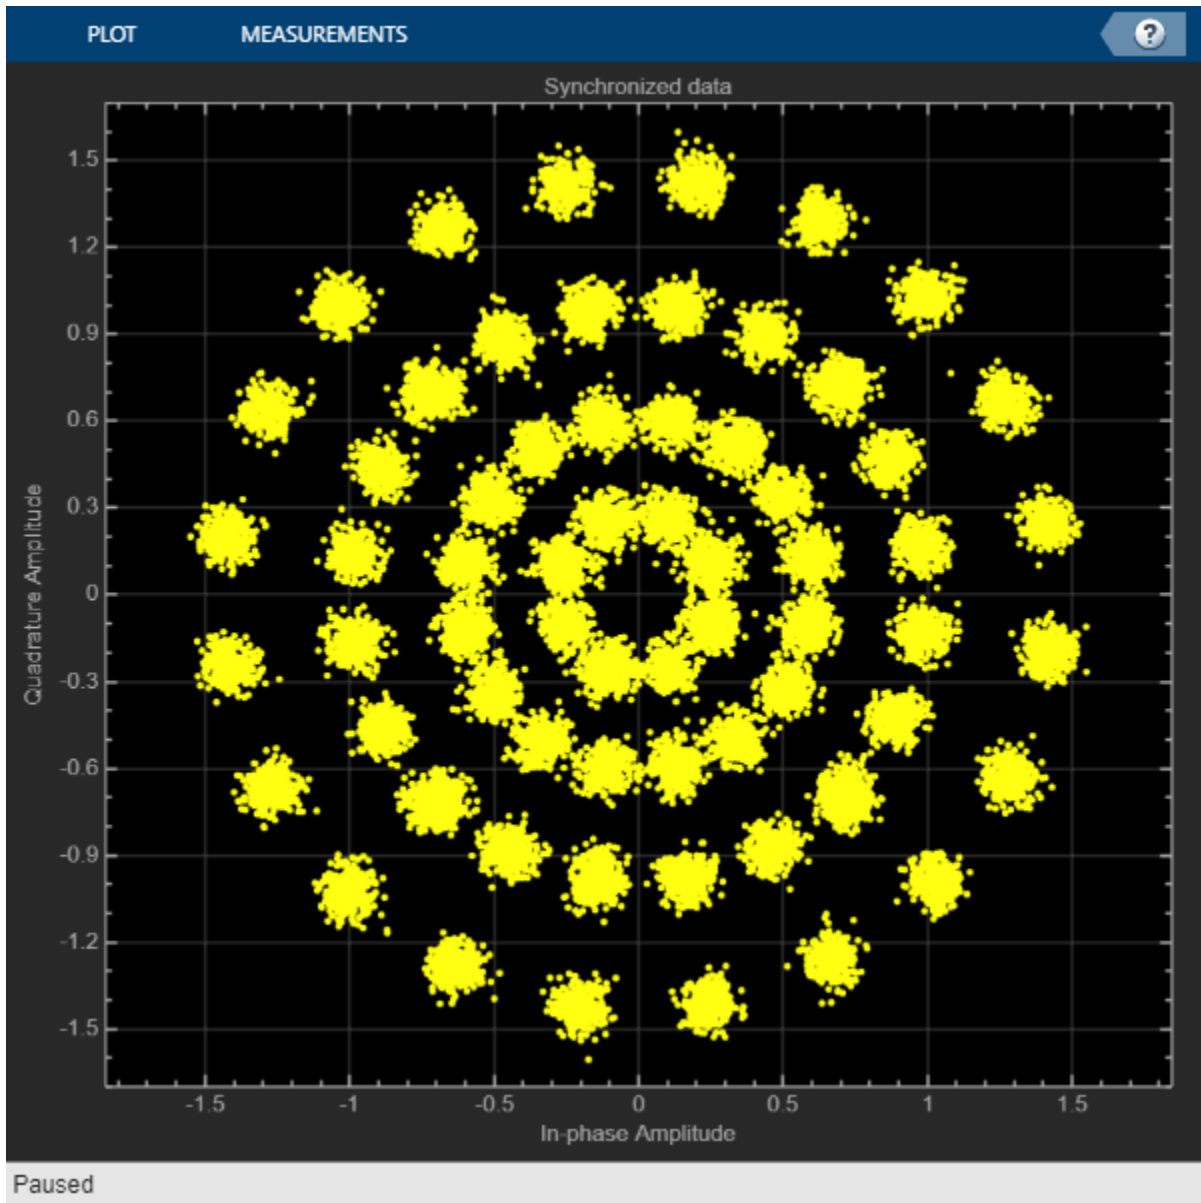 PLOT MEASUREMENTS ?
Synchronized data
1.5
1.2
0.9
0.6
0.3
0
-0.3
-0.6
-0.9
-1.2
-1.5
Quadrature Amplitude
-1.5 -1 -0.5 0 0.5 1 1.5
In-phase Amplitude
Paused